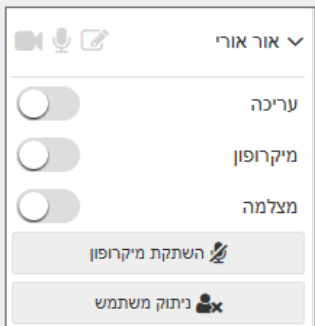 אור אורי
עריכה
מיקרופון
מצלמה
השתקת מיקרופון
ניתוק משתמש